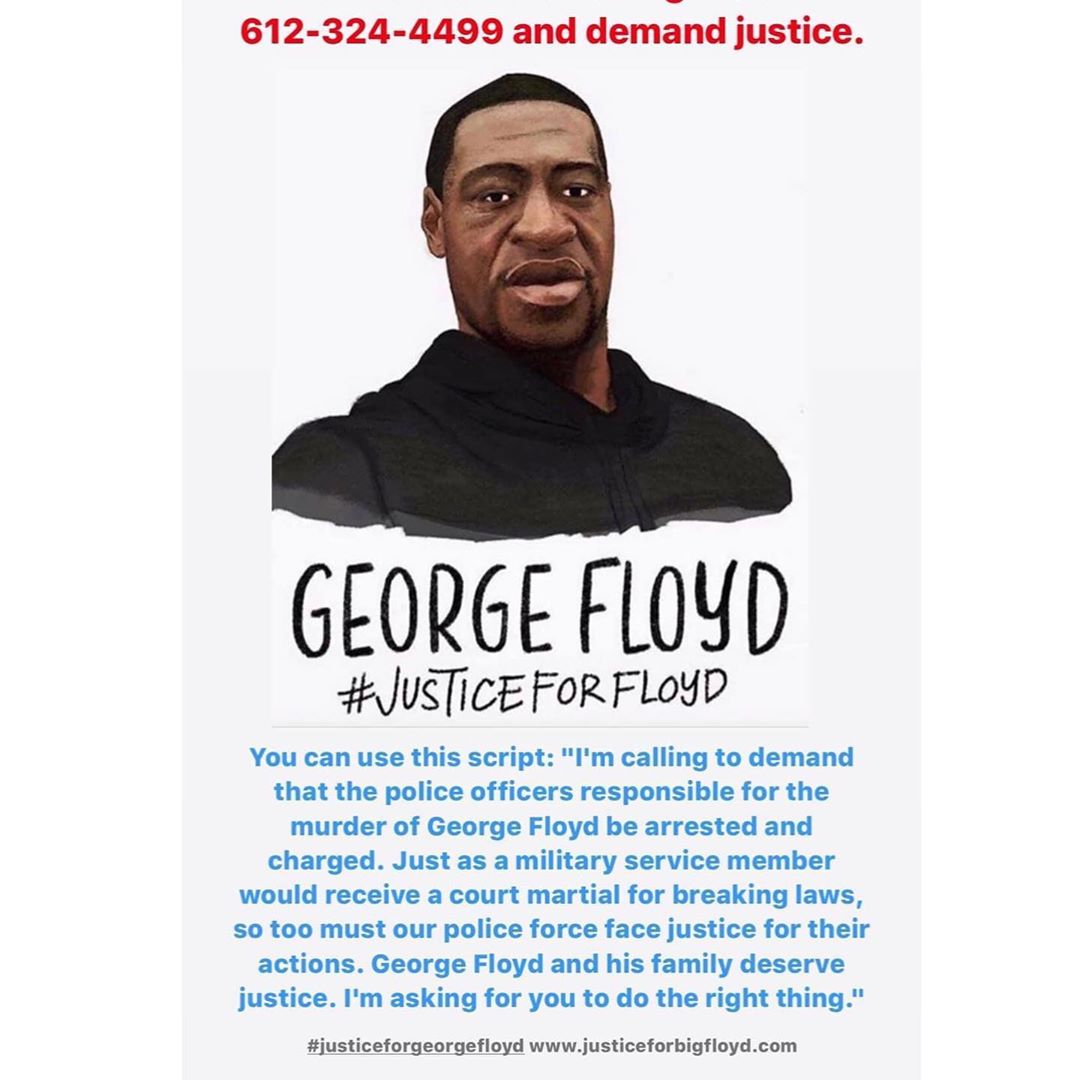 612-324-4499 and demand justice.
GEORGE FLOYD
#JUSTICEFORFLOYD
You can use this script: "I'm calling to demand
that the police officers responsible for the
murder of George Floyd be arrested and
charged. Just as a military service member
would receive a court martial for breaking laws,
so too must our police force face justice for their
actions. George Floyd and his family deserve
justice. I'm asking for you to do the right thing."
#justiceforgeorgefloyd www.justiceforbigfloyd.com